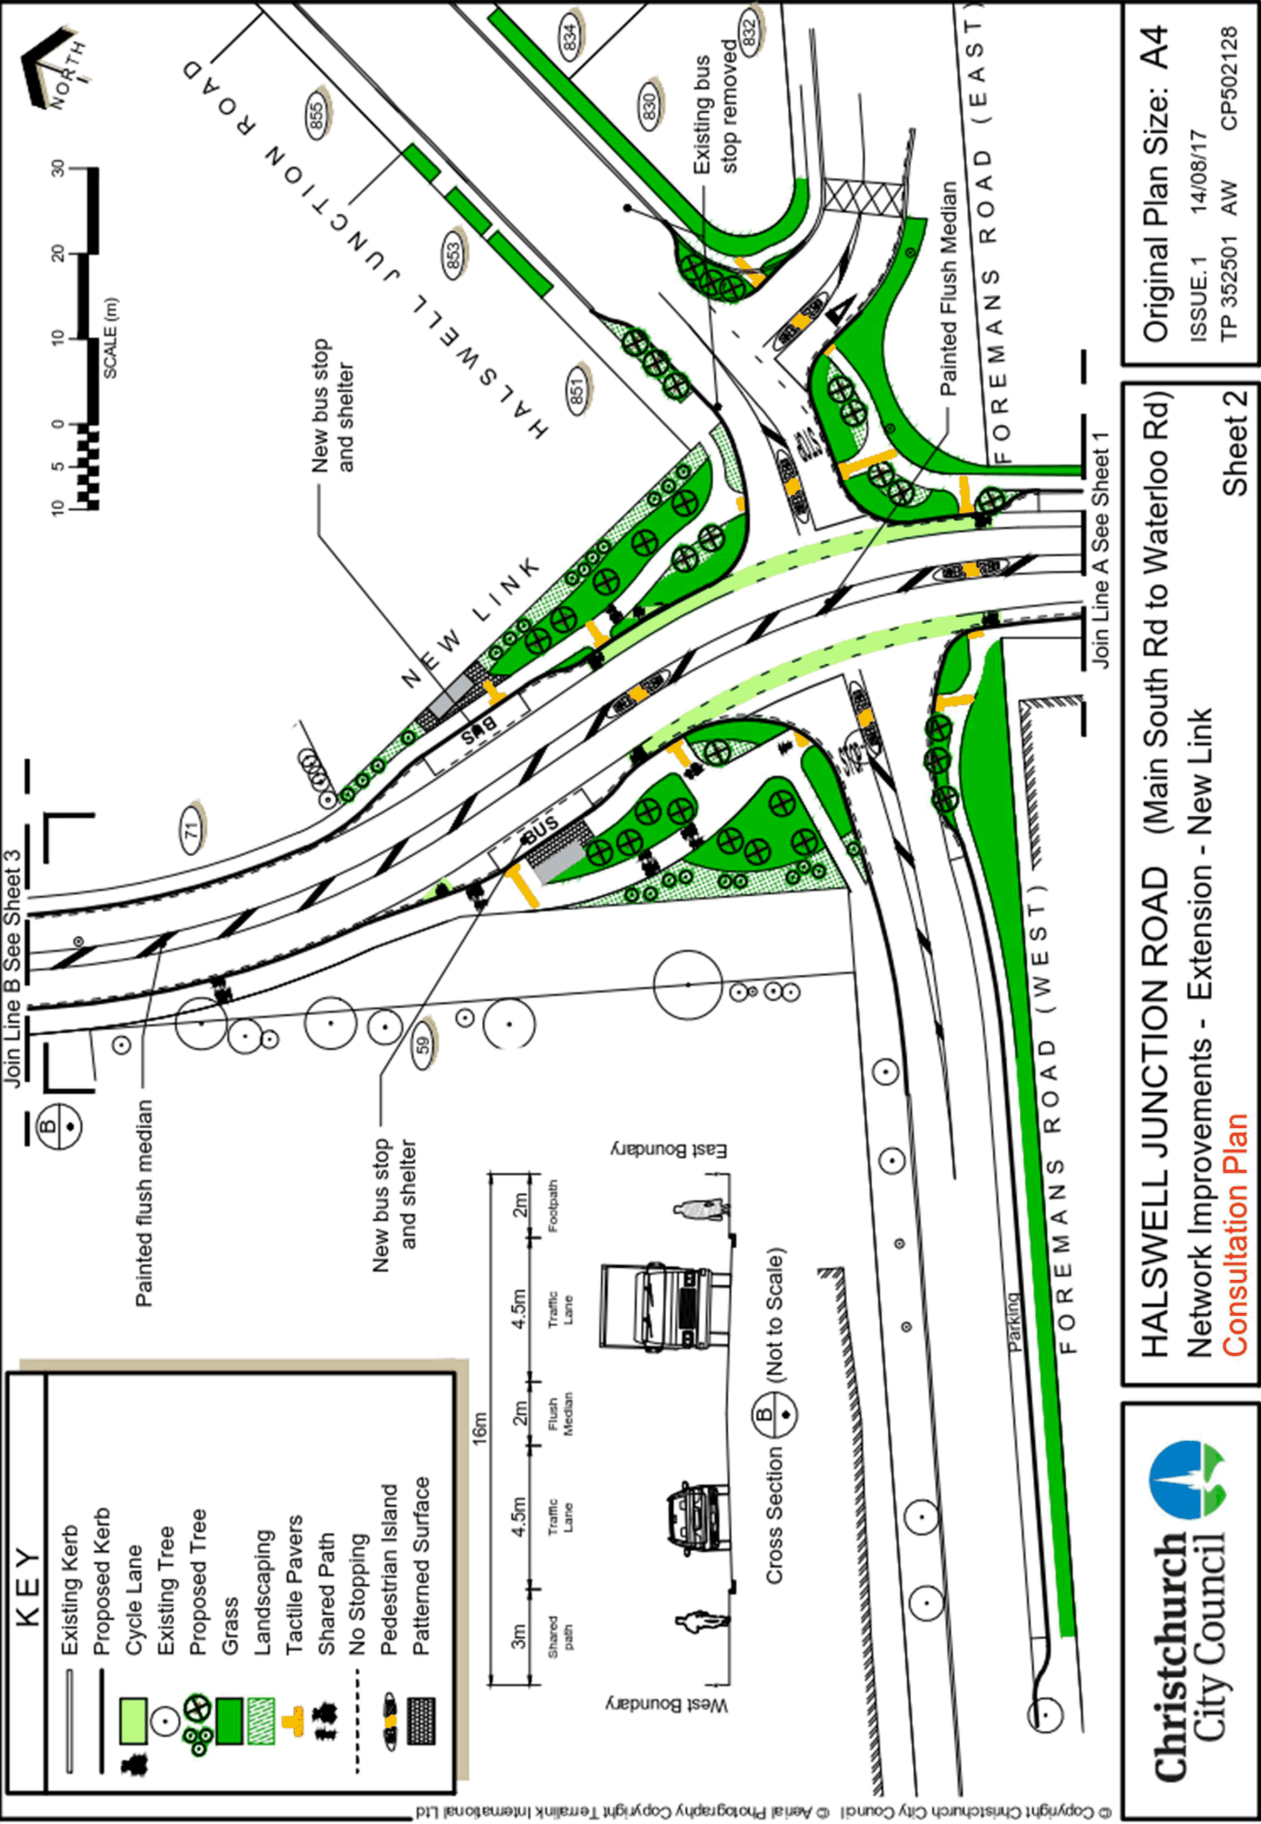 NORTH
10 5 0 10 20 30
SCALE (m)
HALSWELL JUNCTION ROAD
855
853
851
834
832
830
Existing bus
stop removed
New bus stop
and shelter
Painted Flush Median
FOREMANS ROAD (EAST)
NEW LINK
STOP
BUS
Join Line A See Sheet 1
Join Line B See Sheet 3
71
B
Painted flush median
BUS
59
New bus stop
and shelter
STOP
FOREMANS ROAD (WEST)
Parking
KEY
Existing Kerb
Proposed Kerb
Cycle Lane
Existing Tree
Proposed Tree
Grass
Landscaping
Tactile Pavers
Shared Path
No Stopping
Pedestrian Island
Patterned Surface
16m
3m 4.5m 2m 4.5m 2m
Shared
path
Traffic
Lane
Flush
Median
Traffic
Lane
Footpath
West Boundary
East Boundary
Cross Section B (Not to Scale)
© Copyright Christchurch City Council © Aerial Photography Copyright Terralink International Ltd
Christchurch
City Council
HALSWELL JUNCTION ROAD (Main South Rd to Waterloo Rd)
Network Improvements - Extension - New Link
Consultation Plan
Sheet 2
Original Plan Size: A4
ISSUE.1 14/08/17
TP 352501 AW CP502128